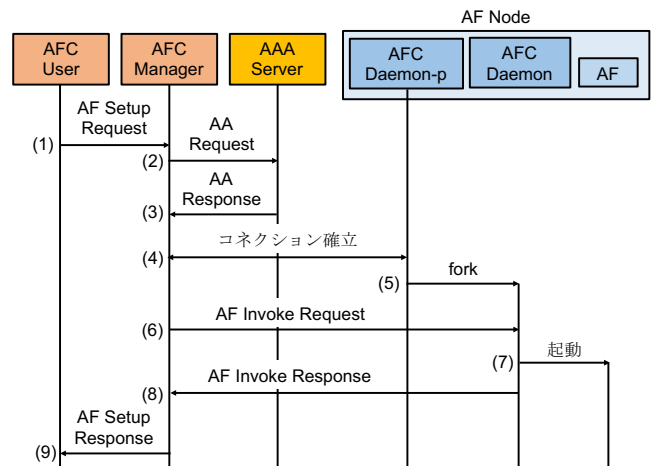 AF Node
AFC
User
AFC
Manager
AAA
Server
AFC
Daemon-p
AFC
Daemon
AF
AF Setup
Request
(1)
AA
Request
(2)
AA
Response
(3)
コネクション確立
(4)
fork
(5)
AF Invoke Request
(6)
起動
(7)
AF Invoke Response
(8)
AF Setup
Response
(9)